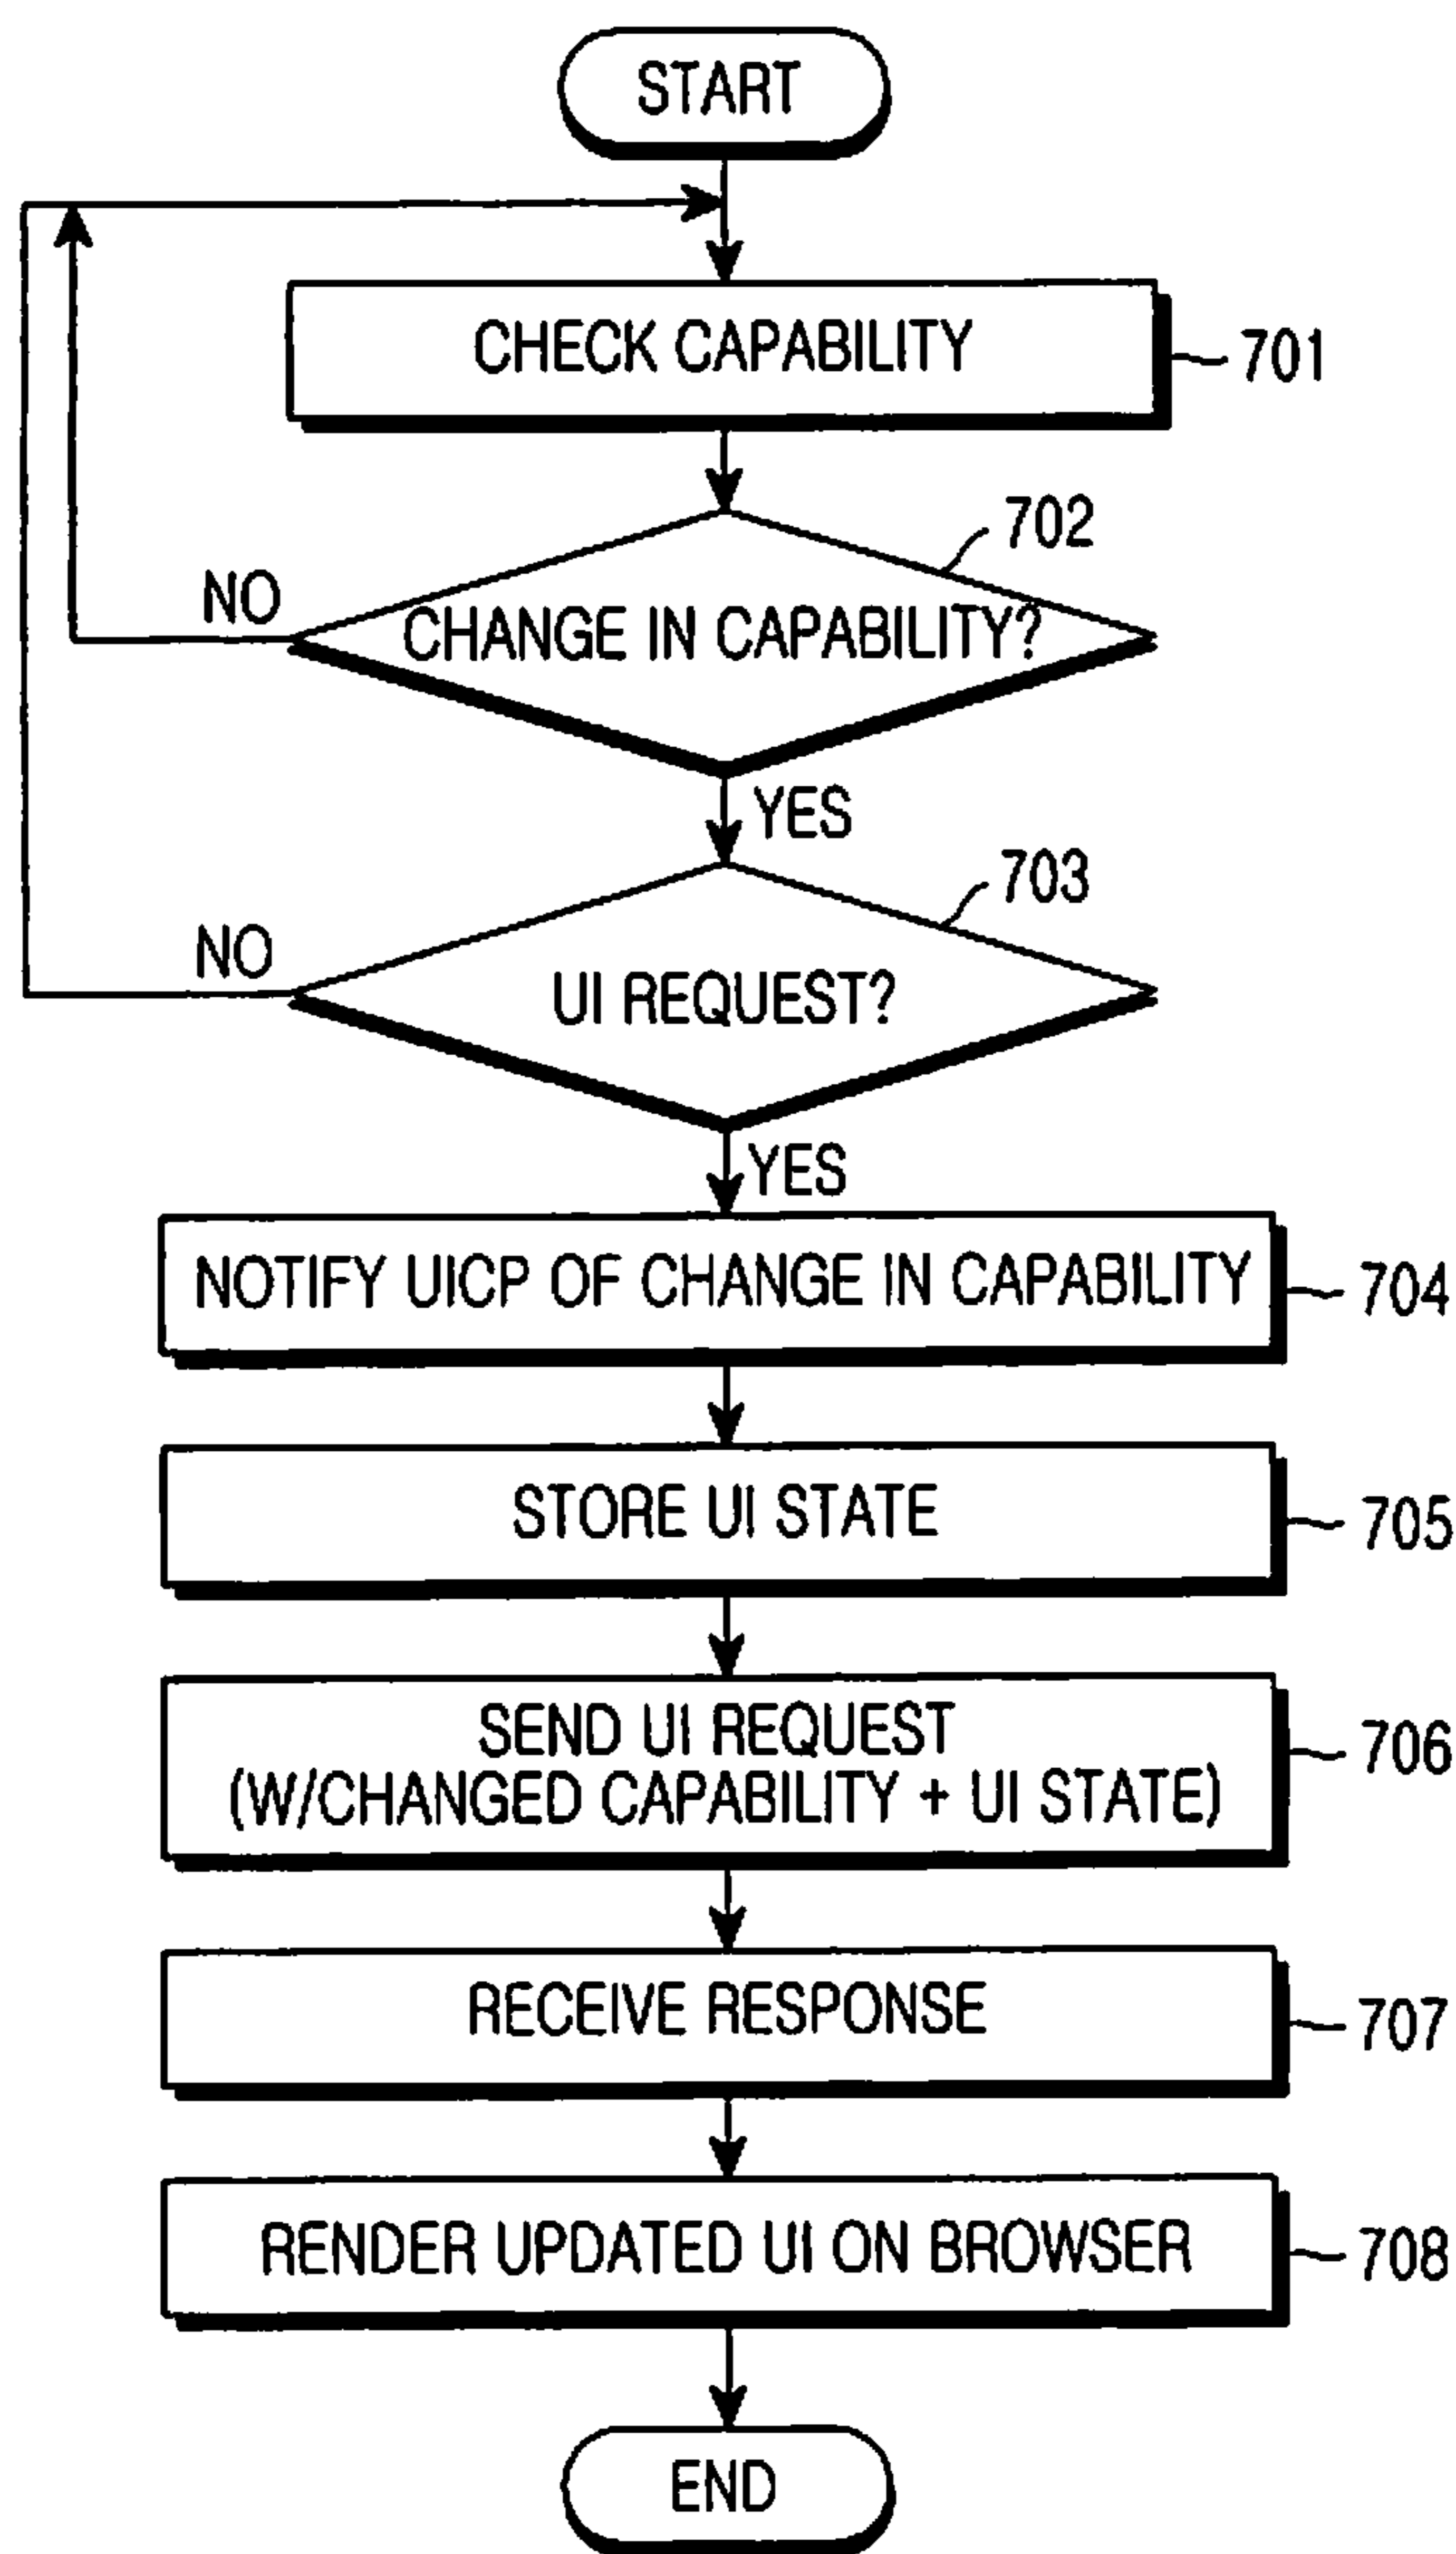 START
CHECK CAPABILITY
701
702
NO
CHANGE IN CAPABILITY?
YES
703
NO
UI REQUEST?
YES
NOTIFY UICP OF CHANGE IN CAPABILITY
704
STORE UI STATE
705
SEND UI REQUEST
(W/CHANGED CAPABILITY + UI STATE)
706
RECEIVE RESPONSE
707
RENDER UPDATED UI ON BROWSER
708
END